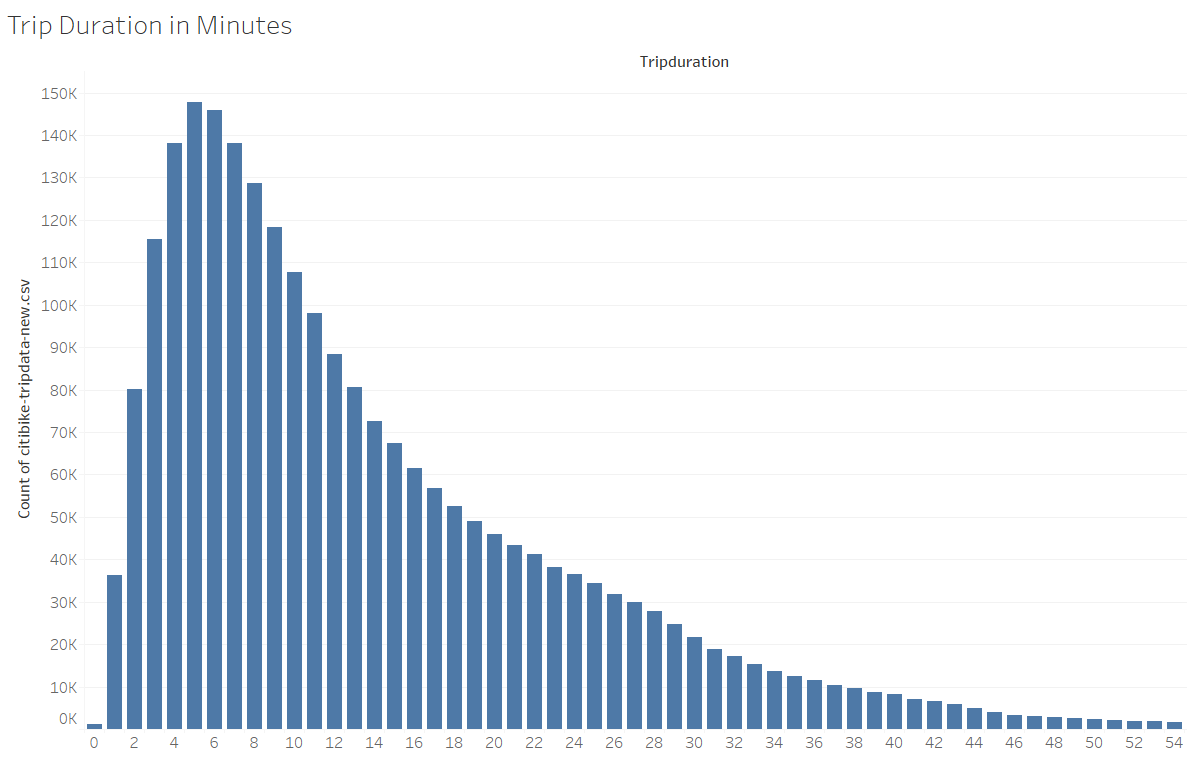 Trip Duration in Minutes
Tripduration
Count of citibike-tripdata-new.csv
150K
140K
130K
120K
110K
100K
90K
80K
70K
60K
50K
40K
30K
20K
10K
0K
0 2 4 6 8 10 12 14 16 18 20 22 24 26 28 30 32 34 36 38 40 42 44 46 48 50 52 54